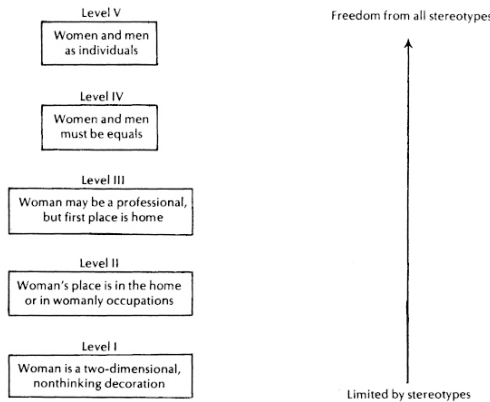 Level V
Women and men
as individuals
Freedom from all stereotypes
Level IV
Women and men
must be equals
Level III
Woman may be a professional,
but first place is home
Level II
Woman's place is in the home
or in womanly occupations
Level I
Woman is a two-dimensional,
nonthinking decoration
Limited by stereotypes